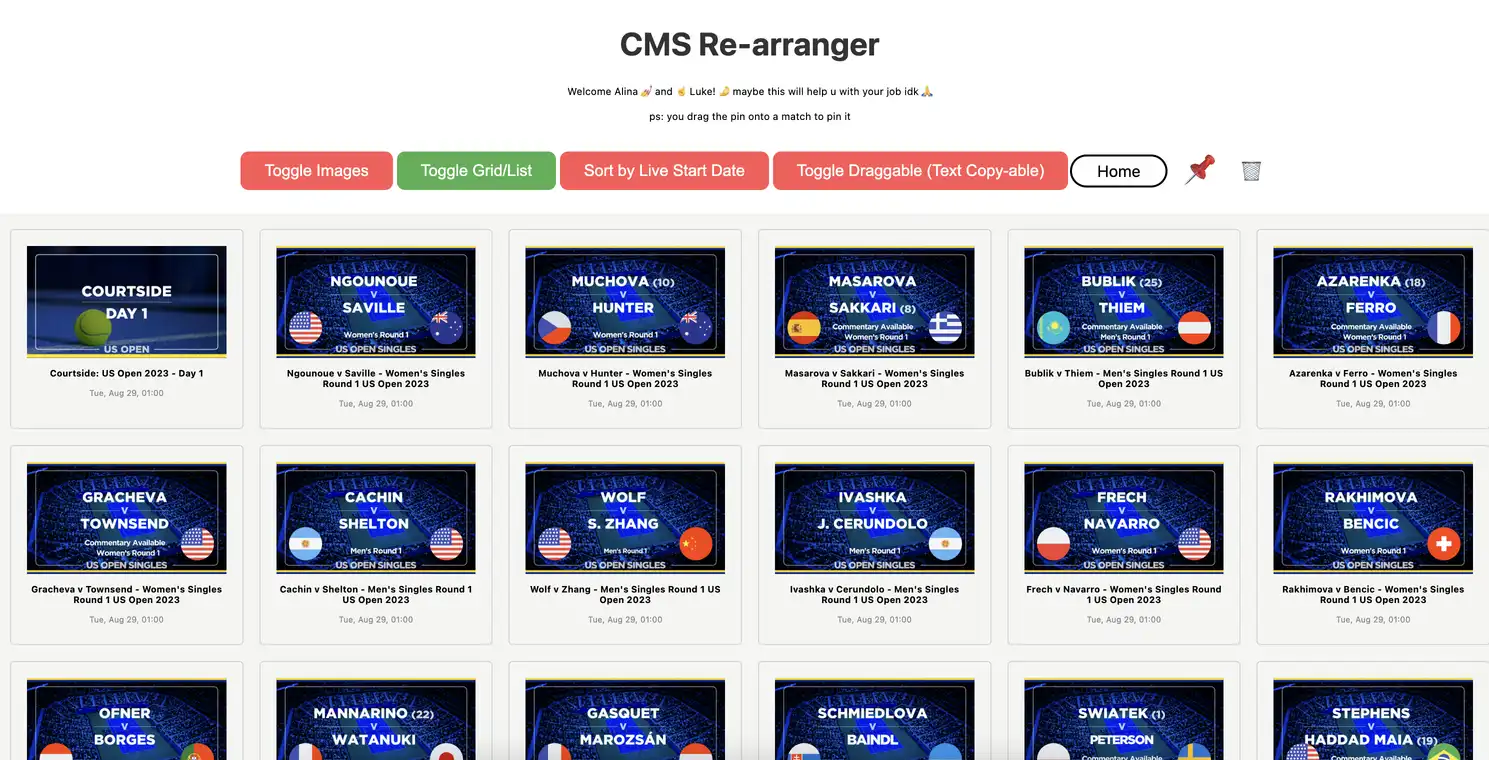 CMS Re-arranger
Welcome Alina 💅 and ☝ Luke! 🤌 maybe this will help u with your job idk 🙏
ps: you drag the pin onto a match to pin it
Toggle Images
Toggle Grid/List
Sort by Live Start Date
Toggle Draggable (Text Copy-able)
Home
COURTSIDE
DAY 1
US OPEN
Courtside: US Open 2023 - Day 1
Tue, Aug 29, 01:00
NGOUNOUE
V
SAVILLE
Women's Round 1
US OPEN SINGLES
Ngounoue v Saville - Women's Singles
Round 1 US Open 2023
Tue, Aug 29, 01:00
MUCHOVA (10)
V
HUNTER
Women's Round 1
US OPEN SINGLES
Muchova v Hunter - Women's Singles
Round 1 US Open 2023
Tue, Aug 29, 01:00
MASAROVA
V
SAKKARI (8)
Commentary Available
Women's Round 1
US OPEN SINGLES
Masarova v Sakkari - Women's Singles
Round 1 US Open 2023
Tue, Aug 29, 01:00
BUBLIK (25)
V
THIEM
Commentary Available
Men's Round 1
US OPEN SINGLES
Bublik v Thiem - Men's Singles Round 1 US
Open 2023
Tue, Aug 29, 01:00
AZARENKA (18)
V
FERRO
Commentary Available
Women's Round 1
US OPEN SINGLES
Azarenka v Ferro - Women's Singles
Round 1 US Open 2023
Tue, Aug 29, 01:00
GRACHEVA
V
TOWNSEND
Commentary Available
Women's Round 1
US OPEN SINGLES
Gracheva v Townsend - Women's Singles
Round 1 US Open 2023
Tue, Aug 29, 01:00
CACHIN
V
SHELTON
Men's Round 1
US OPEN SINGLES
Cachin v Shelton - Men's Singles Round 1
US Open 2023
Tue, Aug 29, 01:00
WOLF
V
S. ZHANG
Men's Round 1
US OPEN SINGLES
Wolf v Zhang - Men's Singles Round 1 US
Open 2023
Tue, Aug 29, 01:00
IVASHKA
V
J. CERUNDOLO
Men's Round 1
US OPEN SINGLES
Ivashka v Cerundolo - Men's Singles
Round 1 US Open 2023
Tue, Aug 29, 01:00
FRECH
V
NAVARRO
Women's Round 1
US OPEN SINGLES
Frech v Navarro - Women's Singles Round
1 US Open 2023
Tue, Aug 29, 01:00
RAKHIMOVA
V
BENCIC
Women's Round 1
US OPEN SINGLES
Rakhimova v Bencic - Women's Singles
Round 1 US Open 2023
Tue, Aug 29, 01:00
OFNER
V
BORGES
MANNARINO (22)
V
WATANUKI
GASQUET
V
MAROZSÁN
SCHMIEDLOVA
V
BAINDL
SWIATEK (1)
V
PETERSON
Commentary Available
STEPHENS
V
HADDAD MAIA (19)
Commentary Available